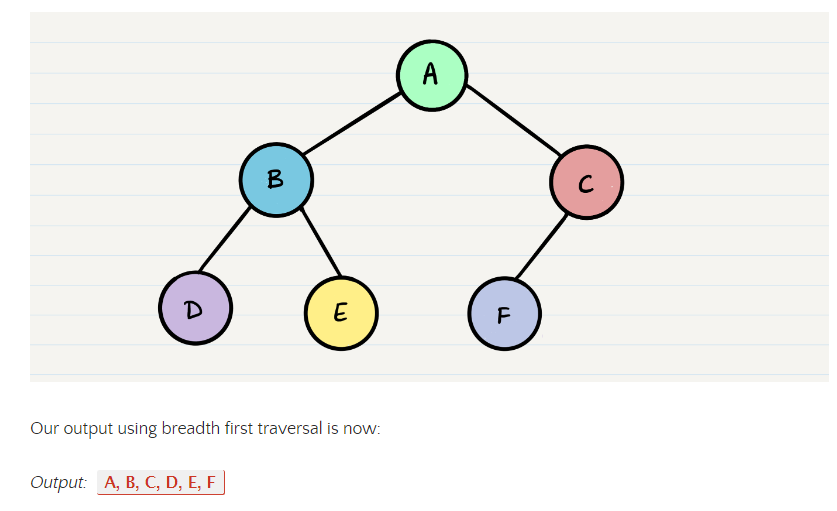 A
B
C
D
E
F
Our output using breadth first traversal is now:
Output: A, B, C, D, E, F